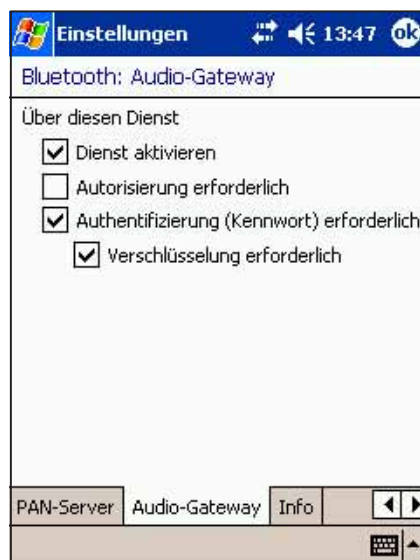 Einstellungen 13:47 ok
Bluetooth: Audio-Gateway
Über diesen Dienst
Dienst aktivieren
Autorisierung erforderlich
Authentifizierung (Kennwort) erforderlich
Verschlüsselung erforderlich
PAN-Server Audio-Gateway Info